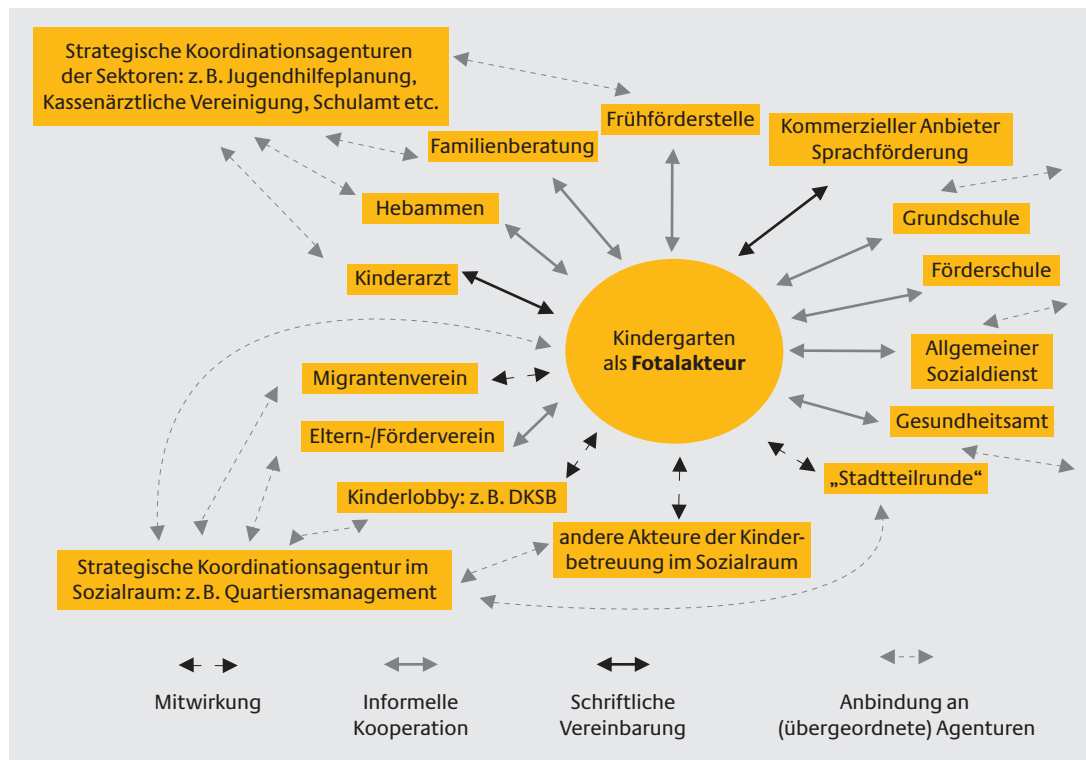 Strategische Koordinationsagenturen
der Sektoren: z. B. Jugendhilfeplanung,
Kassenärztliche Vereinigung, Schulamt etc.
Frühförderstelle
Kommerzieller Anbieter
Sprachförderung
Familienberatung
Hebammen
Grundschule
Kinderarzt
Förderschule
Kindergarten
als Fotalakteur
Allgemeiner
Sozialdienst
Migrantenverein
Gesundheitsamt
Eltern-/Förderverein
„Stadtteilrunde“
Kinderlobby: z. B. DKSB
andere Akteure der Kinder-
betreuung im Sozialraum
Strategische Koordinationsagentur im
Sozialraum: z. B. Quartiersmanagement
Mitwirkung
Informelle
Kooperation
Schriftliche
Vereinbarung
Anbindung an
(übergeordnete) Agenturen